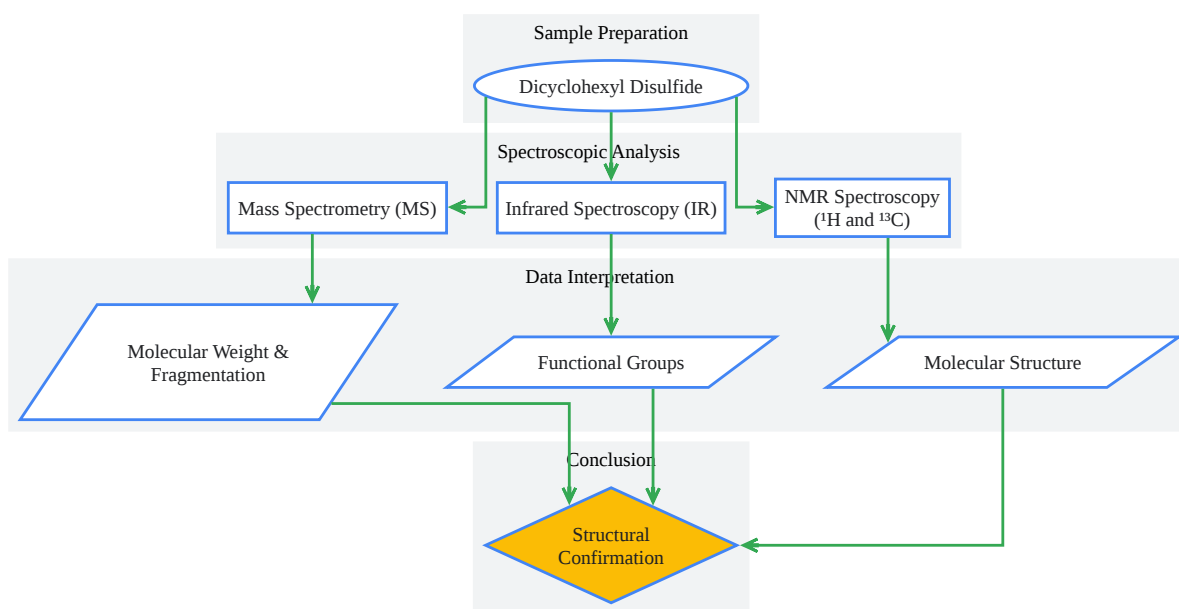 Sample Preparation
Dicyclohexyl Disulfide
Spectroscopic Analysis
Mass Spectrometry (MS)
Infrared Spectroscopy (IR)
NMR Spectroscopy
(¹H and ¹³C)
Data Interpretation
Molecular Weight &
Fragmentation
Functional Groups
Molecular Structure
Conclusion
Structural
Confirmation